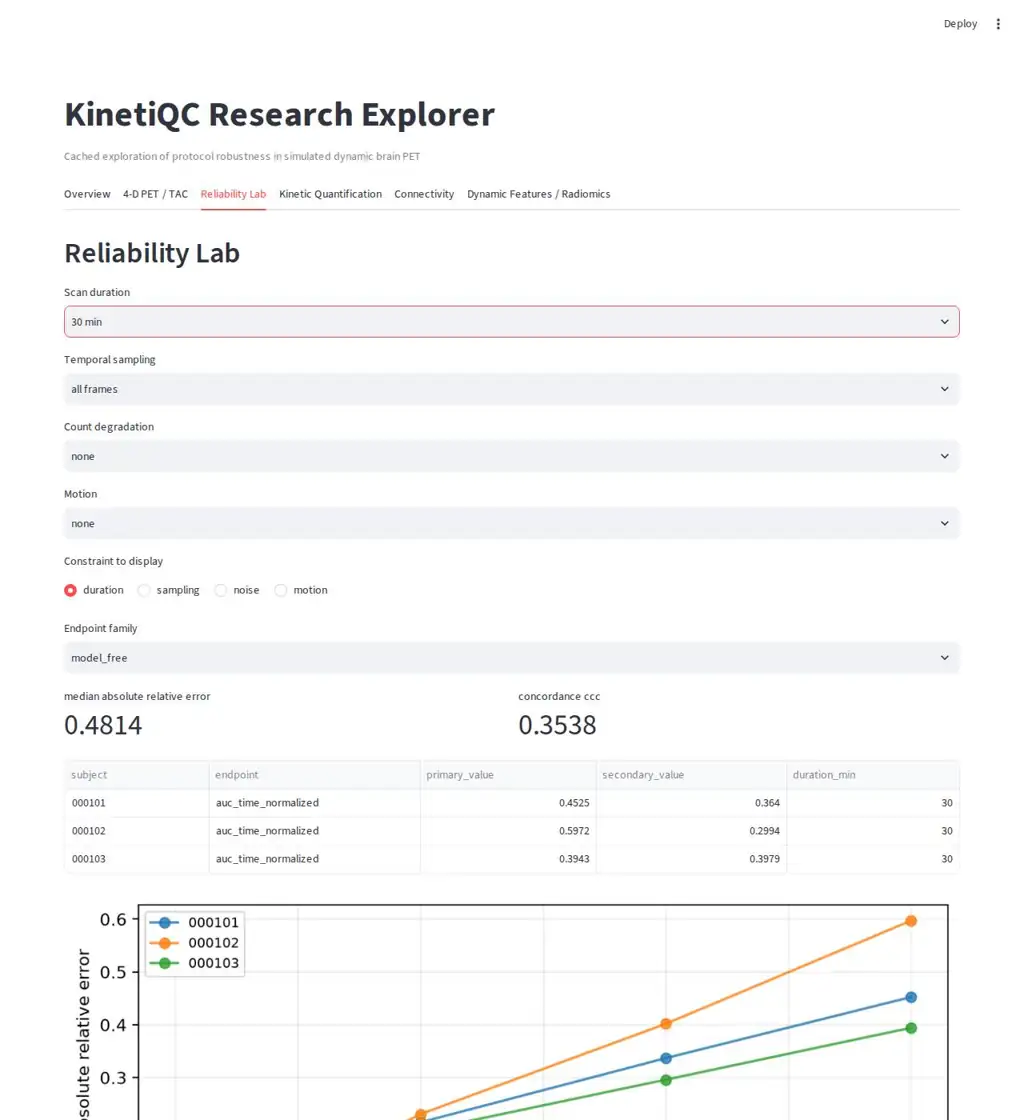 Deploy
KinetiQC Research Explorer
Cached exploration of protocol robustness in simulated dynamic brain PET
Overview 4-D PET / TAC Reliability Lab Kinetic Quantification Connectivity Dynamic Features / Radiomics
Reliability Lab
Scan duration
30 min
Temporal sampling
all frames
Count degradation
none
Motion
none
Constraint to display
duration sampling noise motion
Endpoint family
model_free
median absolute relative error concordance ccc
0.4814 0.3538
subject endpoint primary_value secondary_value duration_min
000101 auc_time_normalized 0.4525 0.364 30
000102 auc_time_normalized 0.5972 0.2994 30
000103 auc_time_normalized 0.3943 0.3979 30
000101
000102
000103
0.6
0.5
0.4
0.3
solute relative error